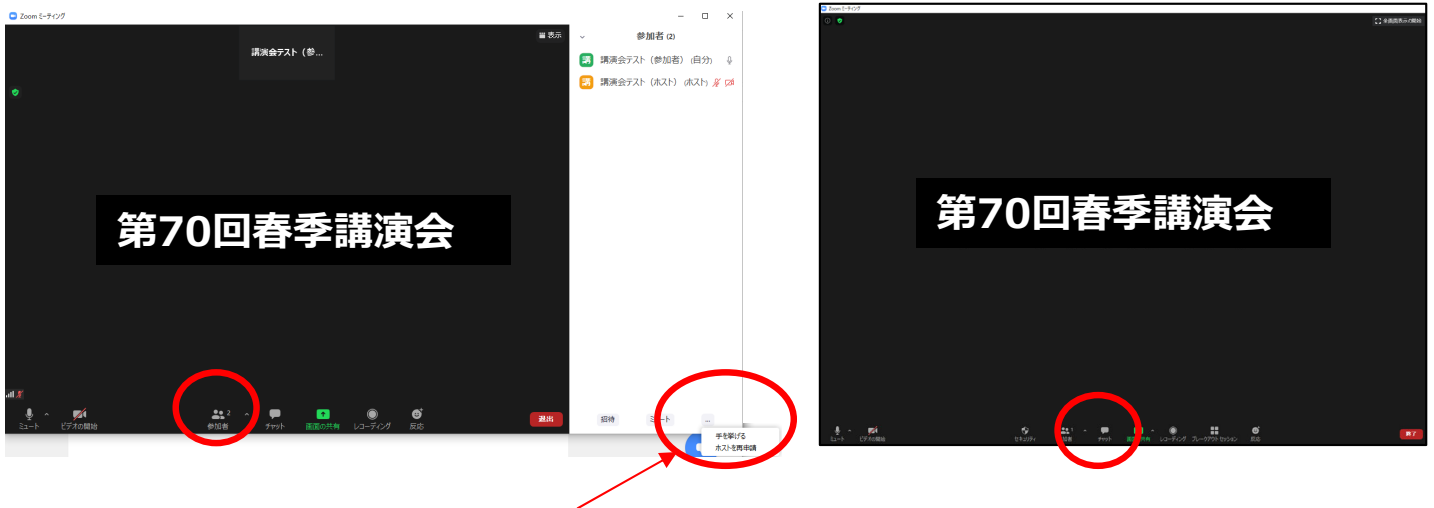 Zoom ミーティング
表示
講演会テスト（参...
第70回春季講演会
ミュート
ビデオの開始
2
参加者
チャット
画面の共有
レコーディング
反応
退出
参加者 (2)
講 講演会テスト（参加者） (自分)
講 講演会テスト（ホスト） (ホスト)
招待
ミュート
...
手を挙げる
ホストを再申請
Zoom ミーティング
全画面表示の開始
第70回春季講演会
ミュート
ビデオの開始
セキュリティ
1
参加者
チャット
画面の共有
レコーディング
ブレークアウト セッション
反応
終了